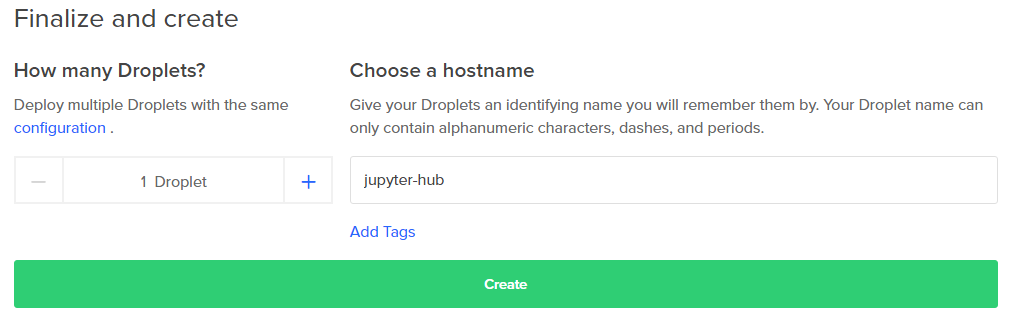 Finalize and create
How many Droplets?
Deploy multiple Droplets with the same
configuration .
1 Droplet
Choose a hostname
Give your Droplets an identifying name you will remember them by. Your Droplet name can
only contain alphanumeric characters, dashes, and periods.
jupyter-hub
Add Tags
Create